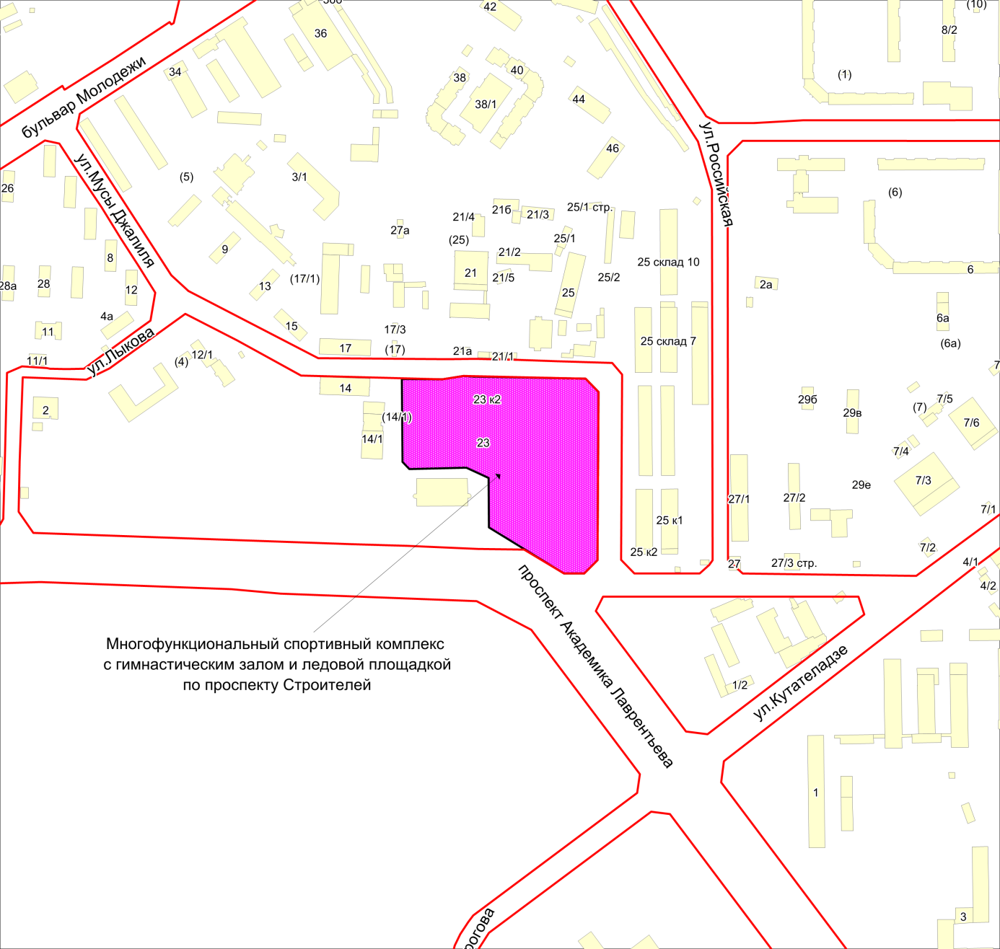 42
(10)
8/2
36
34
40
38
38/1
44
(1)
бульвар Молодежи
46
ул.Российская
ул.Мусы Джалиля
(5)
3/1
26
(6)
21/4
21б
21/3
25/1 стр.
27а
(25)
25/1
9
8
21/2
25 склад 10
21
21/5
25/2
6
28а
28
(17/1)
13
12
25
2а
4а
15
6а
11
17/3
ул.Лыкова
25 склад 7
(6а)
17
(17)
21а
21/1
11/1
(4)
12/1
7
14
23 к2
29б
7/5
(7)
2
(14/1)
29в
7/6
14/1
23
7/4
7/3
29е
27/1
27/2
7/1
25 к1
25 к2
7/2
27
27/3 стр.
4/1
4/2
проспект Академика Лаврентьева
Многофункциональный спортивный комплекс
с гимнастическим залом и ледовой площадкой
по проспекту Строителей
1/2
ул.Кутателадзе
1
3